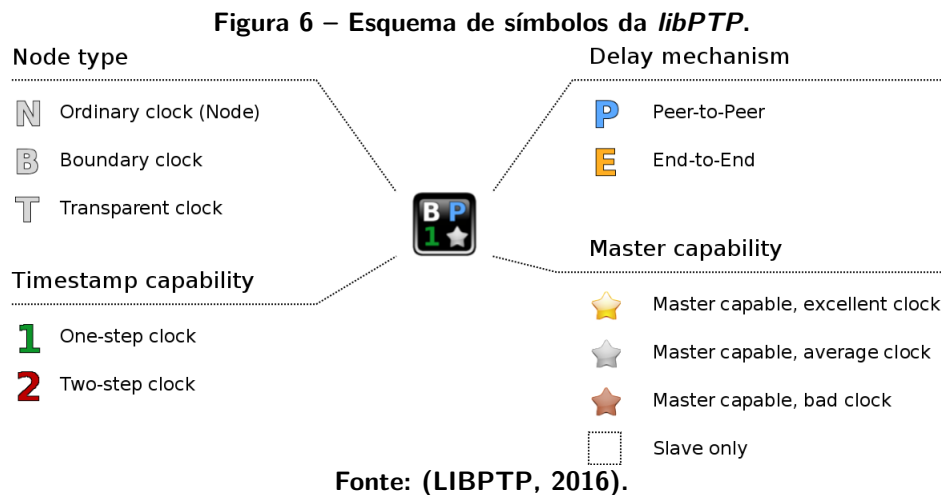 Figura 6 – Esquema de símbolos da libPTP.
Node type
N Ordinary clock (Node)
B Boundary clock
T Transparent clock
Timestamp capability
1 One-step clock
2 Two-step clock
B P
1
Delay mechanism
P Peer-to-Peer
E End-to-End
Master capability
Master capable, excellent clock
Master capable, average clock
Master capable, bad clock
Slave only
Fonte: (LIBPTP, 2016).